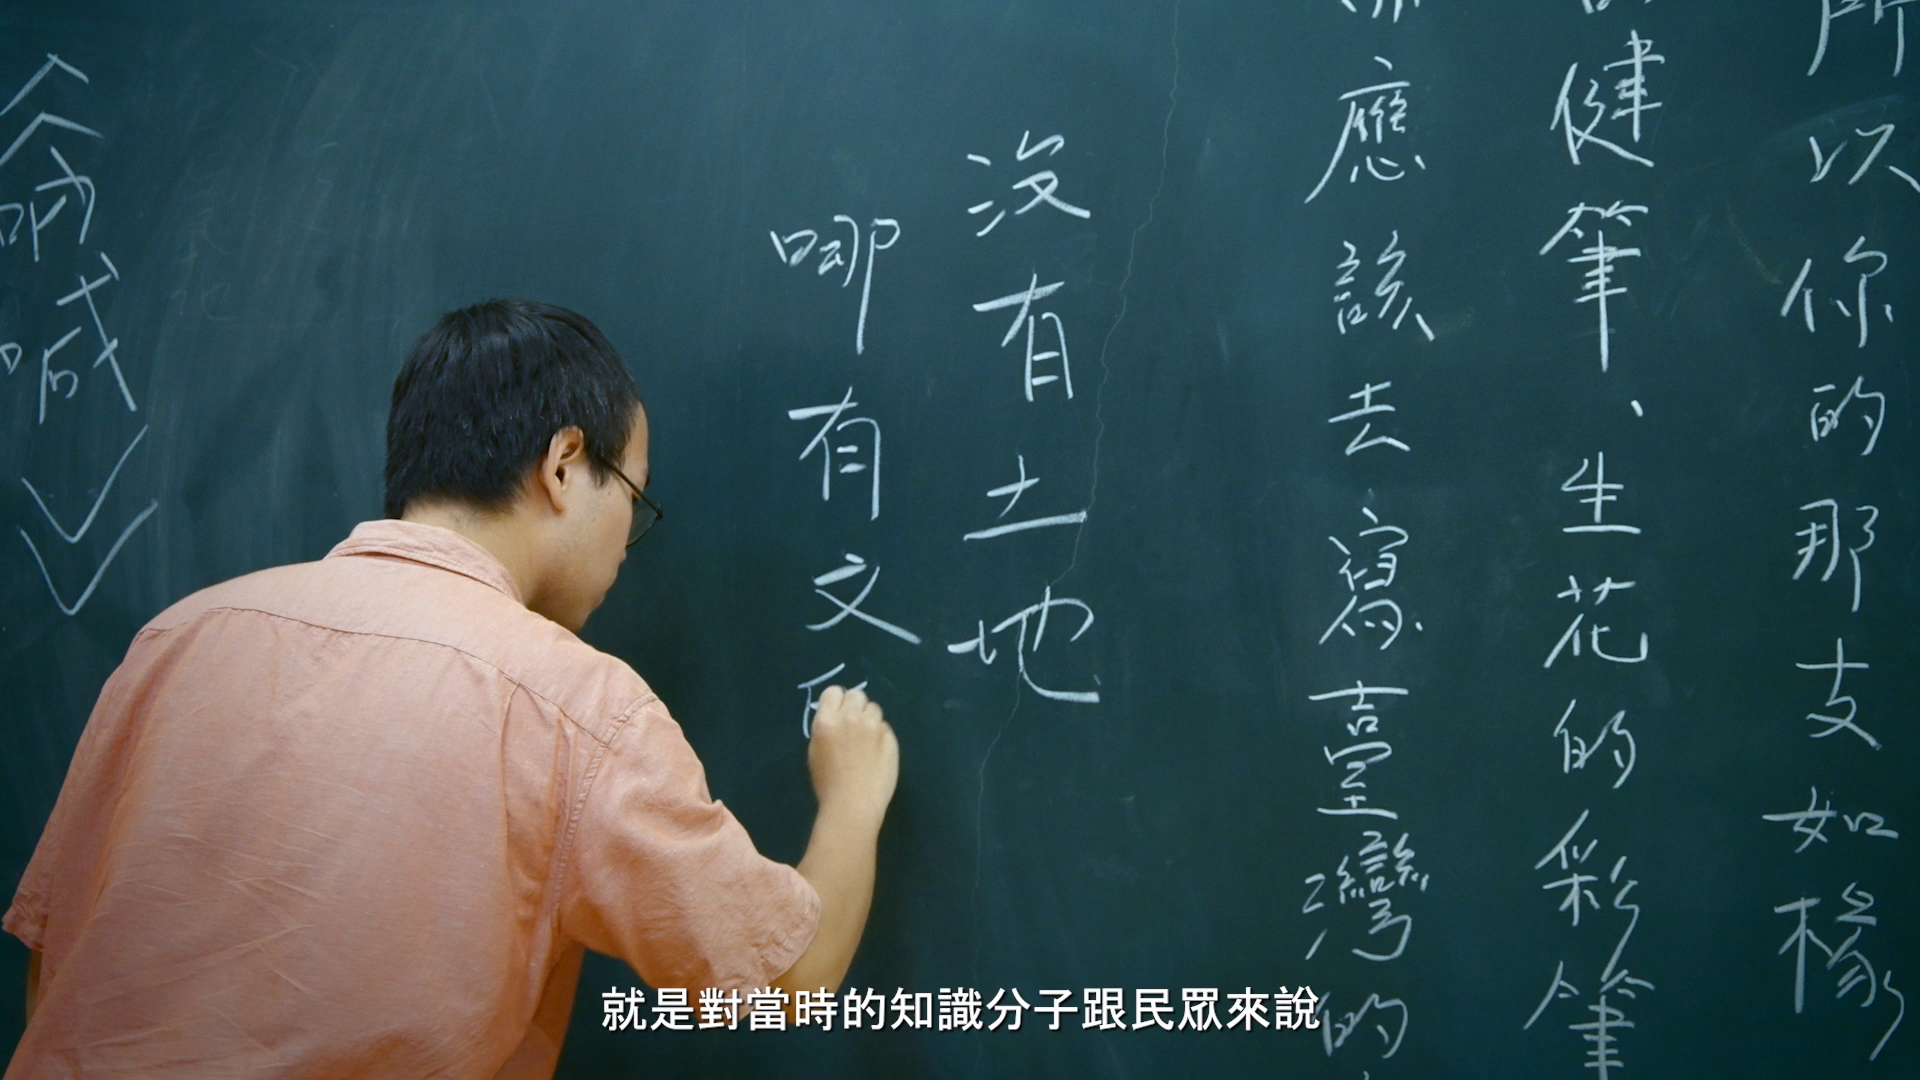 所以你的那支如椽
健筆、生花的彩筆
應該去寫臺灣的
沒有土地
哪有文
︽吶喊︾
就是對當時的知識分子跟民眾來說